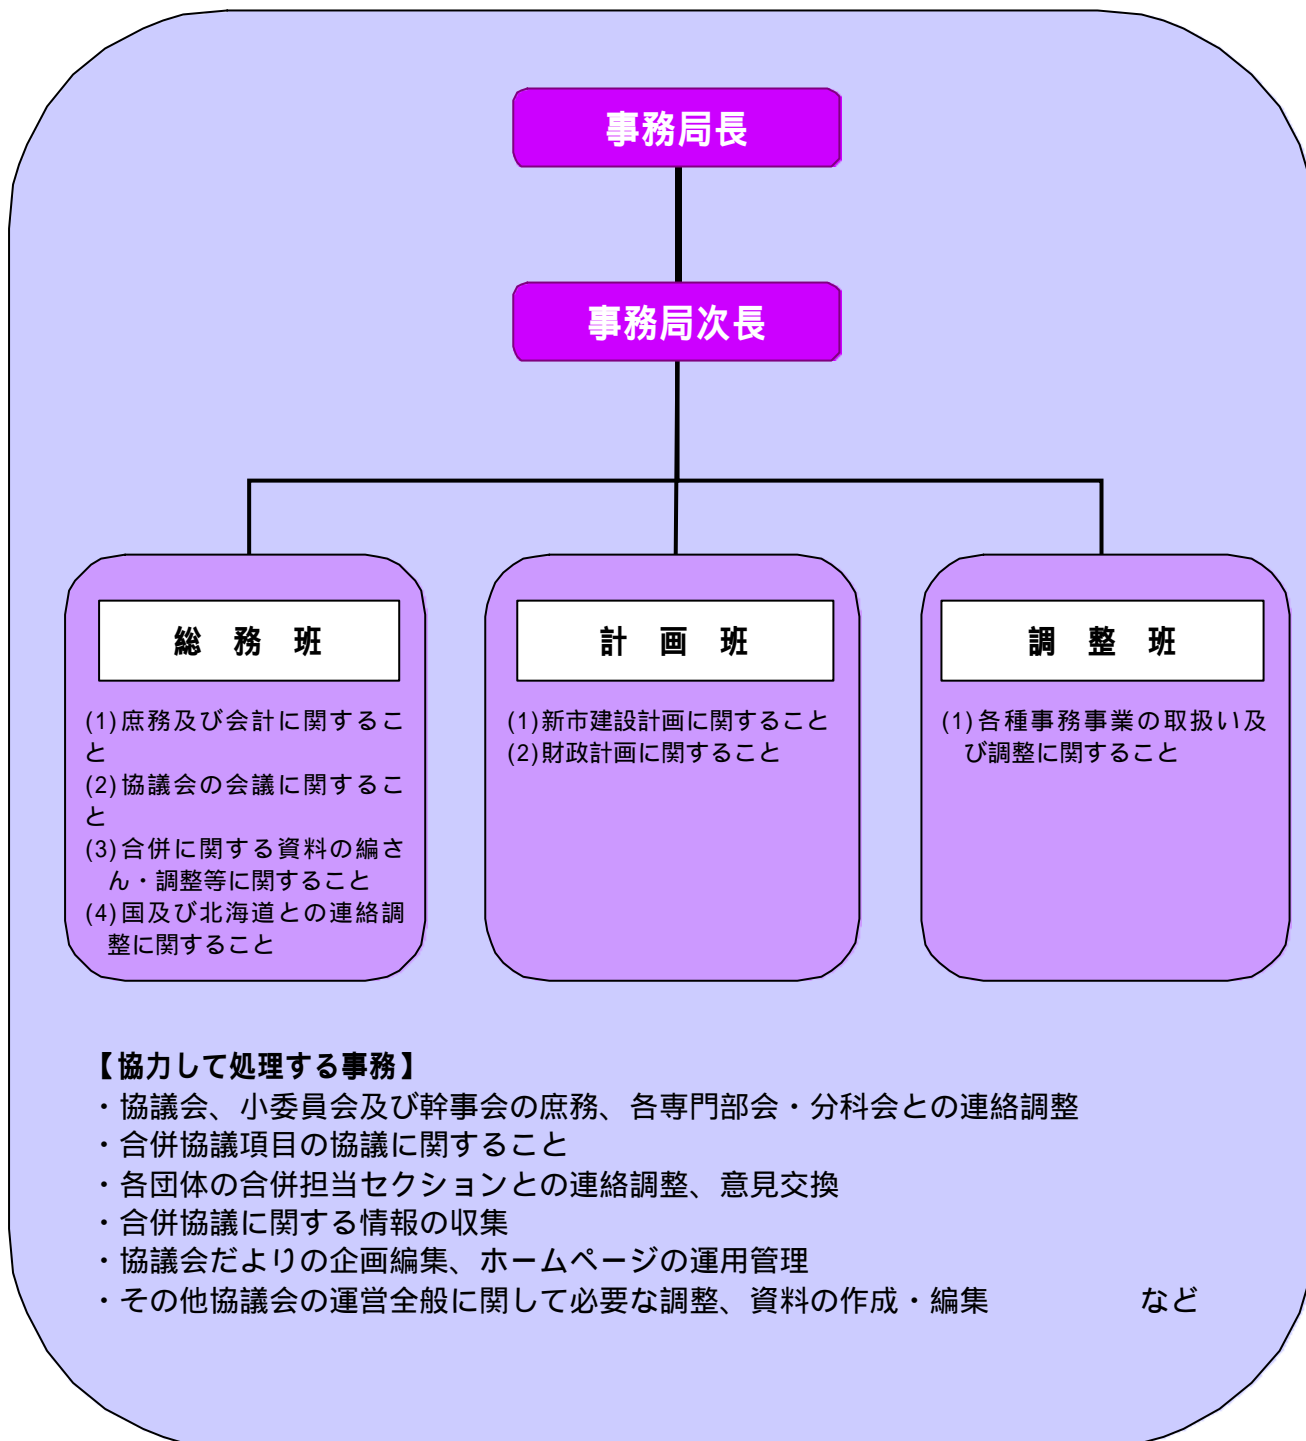 事務局長
事務局次長
総務班
(1)庶務及び会計に関するこ
と
(2)協議会の会議に関するこ
と
(3)合併に関する資料の編さ
ん・調整等に関すること
(4)国及び北海道との連絡調
整に関すること
計画班
(1)新市建設計画に関すること
(2)財政計画に関すること
調整班
(1)各種事務事業の取扱い及
び調整に関すること
【協力して処理する事務】
・協議会、小委員会及び幹事会の庶務、各専門部会・分科会との連絡調整
・合併協議項目の協議に関すること
・各団体の合併担当セクションとの連絡調整、意見交換
・合併協議に関する情報の収集
・協議会だよりの企画編集、ホームページの運用管理
・その他協議会の運営全般に関して必要な調整、資料の作成・編集　　　　　など